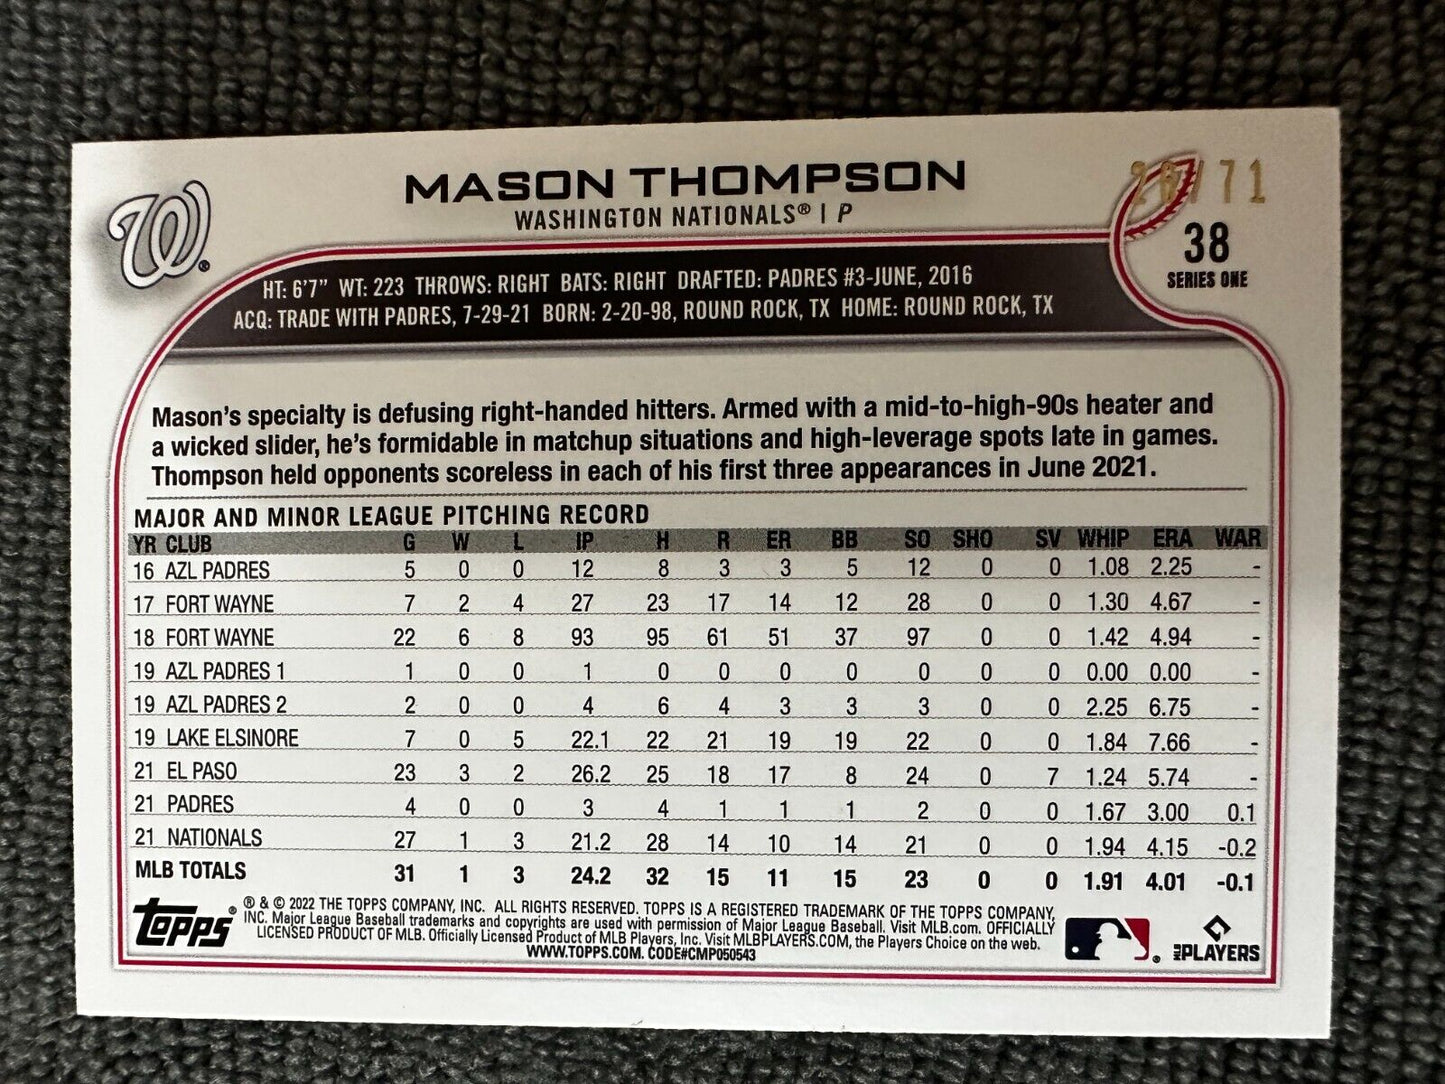 MASON THOMPSON
WASHINGTON NATIONALS® | P
/71
38
SERIES ONE
W®
HT: 6'7" WT: 223 THROWS: RIGHT BATS: RIGHT DRAFTED: PADRES #3-JUNE, 2016
ACQ: TRADE WITH PADRES, 7-29-21 BORN: 2-20-98, ROUND ROCK, TX HOME: ROUND ROCK, TX
Mason's specialty is defusing right-handed hitters. Armed with a mid-to-high-90s heater and
a wicked slider, he's formidable in matchup situations and high-leverage spots late in games.
Thompson held opponents scoreless in each of his first three appearances in June 2021.
MAJOR AND MINOR LEAGUE PITCHING RECORD
YR CLUB G W L IP H R ER BB SO SHO SV WHIP ERA WAR
16 AZL PADRES 5 0 0 12 8 3 3 5 12 0 0 1.08 2.25 -
17 FORT WAYNE 7 2 4 27 23 17 14 12 28 0 0 1.30 4.67 -
18 FORT WAYNE 22 6 8 93 95 61 51 37 97 0 0 1.42 4.94 -
19 AZL PADRES 1 1 0 0 1 0 0 0 0 0 0 0 0.00 0.00 -
19 AZL PADRES 2 2 0 0 4 6 4 3 3 3 0 0 2.25 6.75 -
19 LAKE ELSINORE 7 0 5 22.1 22 21 19 19 22 0 0 1.84 7.66 -
21 EL PASO 23 3 2 26.2 25 18 17 8 24 0 7 1.24 5.74 -
21 PADRES 4 0 0 3 4 1 1 1 2 0 0 1.67 3.00 0.1
21 NATIONALS 27 1 3 21.2 28 14 10 14 21 0 0 1.94 4.15 -0.2
MLB TOTALS 31 1 3 24.2 32 15 11 15 23 0 0 1.91 4.01 -0.1
topps®
® & © 2022 THE TOPPS COMPANY, INC. ALL RIGHTS RESERVED. TOPPS IS A REGISTERED TRADEMARK OF THE TOPPS COMPANY,
INC. Major League Baseball trademarks and copyrights are used with permission of Major League Baseball. Visit MLB.com. OFFICIALLY
LICENSED PRODUCT OF MLB. Officially Licensed Product of MLB Players, Inc. Visit MLBPLAYERS.COM, the Players Choice on the web.
WWW.TOPPS.COM. CODE#CMP050543
MLB PLAYERS